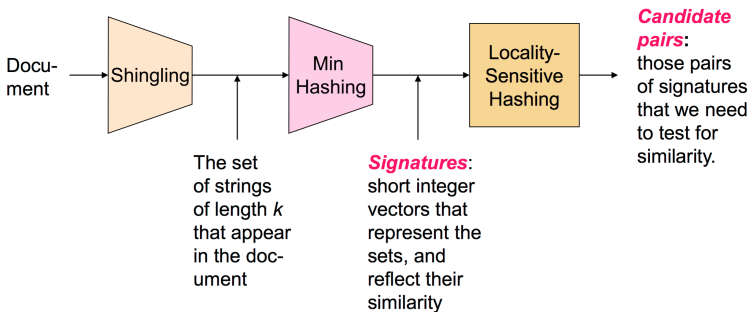 Docu-
ment
Shingling
Min
Hashing
Locality-
Sensitive
Hashing
Candidate
pairs:
those pairs
of signatures
that we need
to test for
similarity.
The set
of strings
of length k
that appear
in the doc-
ument
Signatures:
short integer
vectors that
represent the
sets, and
reflect their
similarity